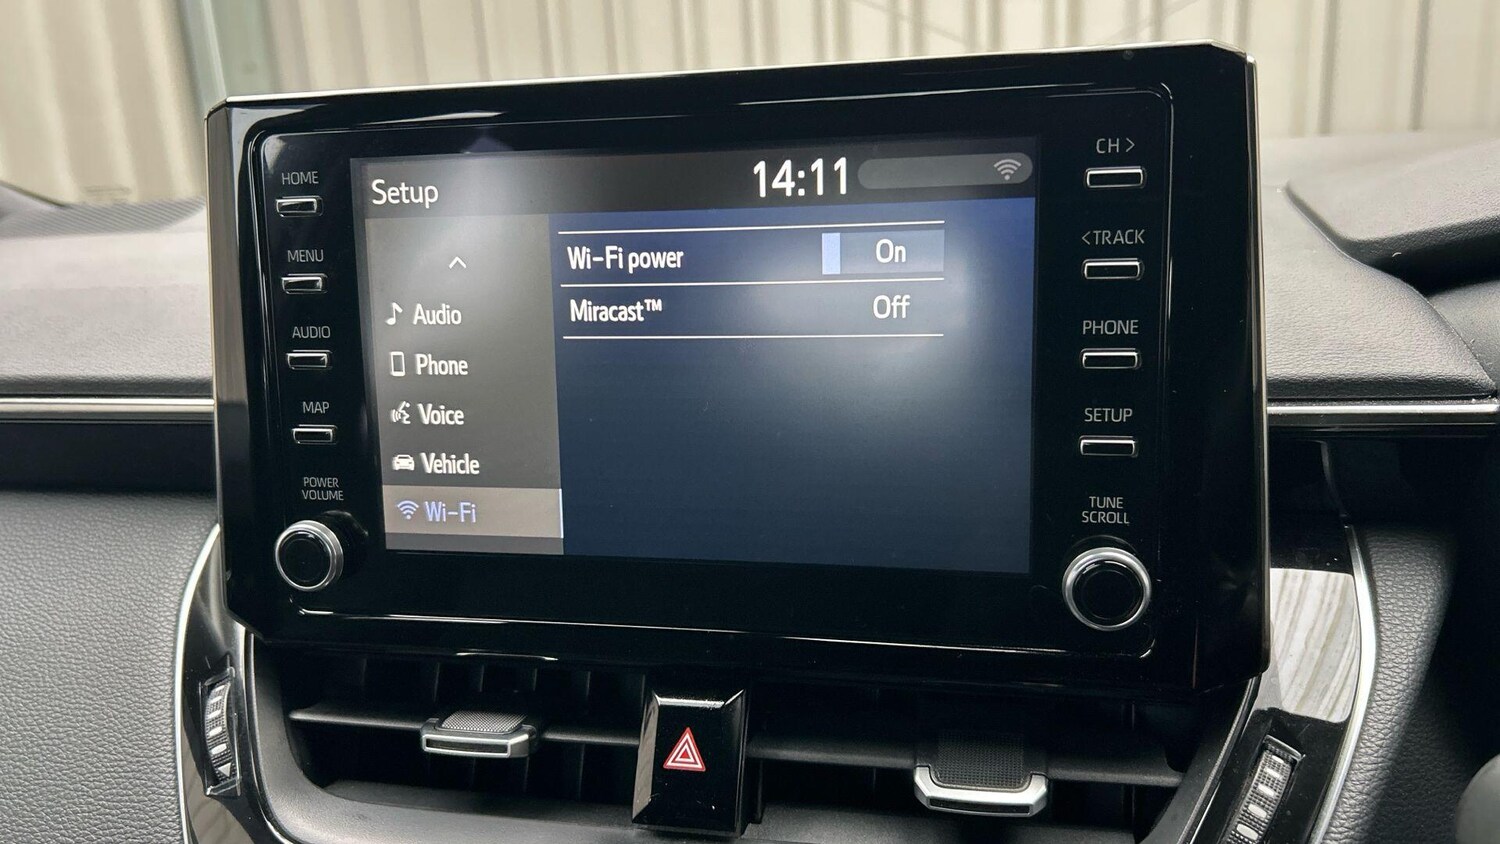 HOME
MENU
AUDIO
MAP
POWER
VOLUME
Setup
14:11
Audio
Phone
Voice
Vehicle
Wi-Fi
Wi-Fi power
On
Miracast™
Off
CH >
< TRACK
PHONE
SETUP
TUNE
SCROLL